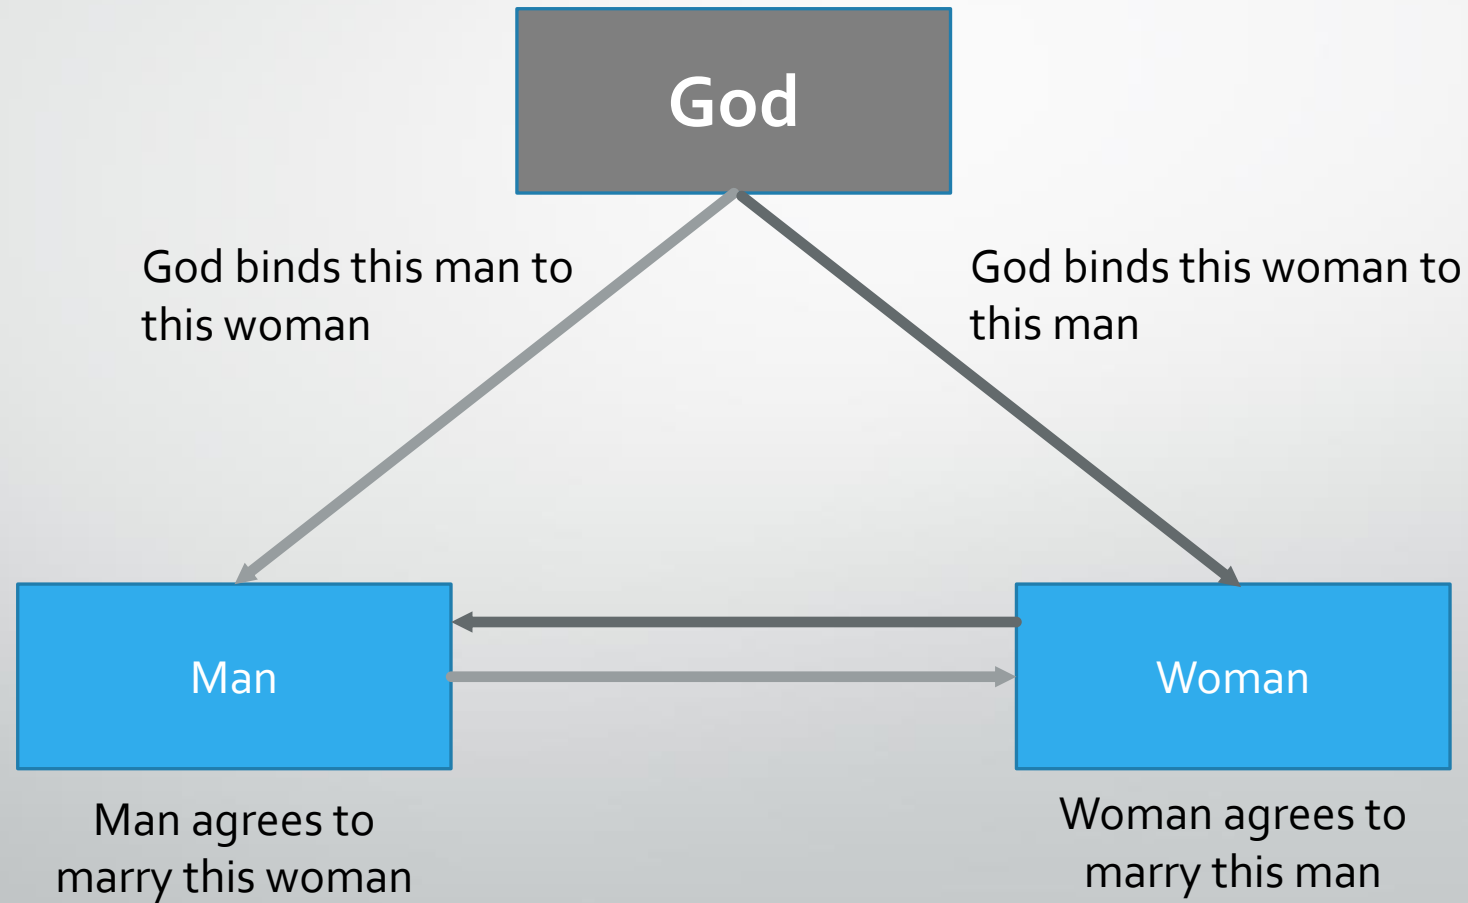 God
God binds this man to
this woman
God binds this woman to
this man
Man
Woman
Man agrees to
marry this woman
Woman agrees to
marry this man